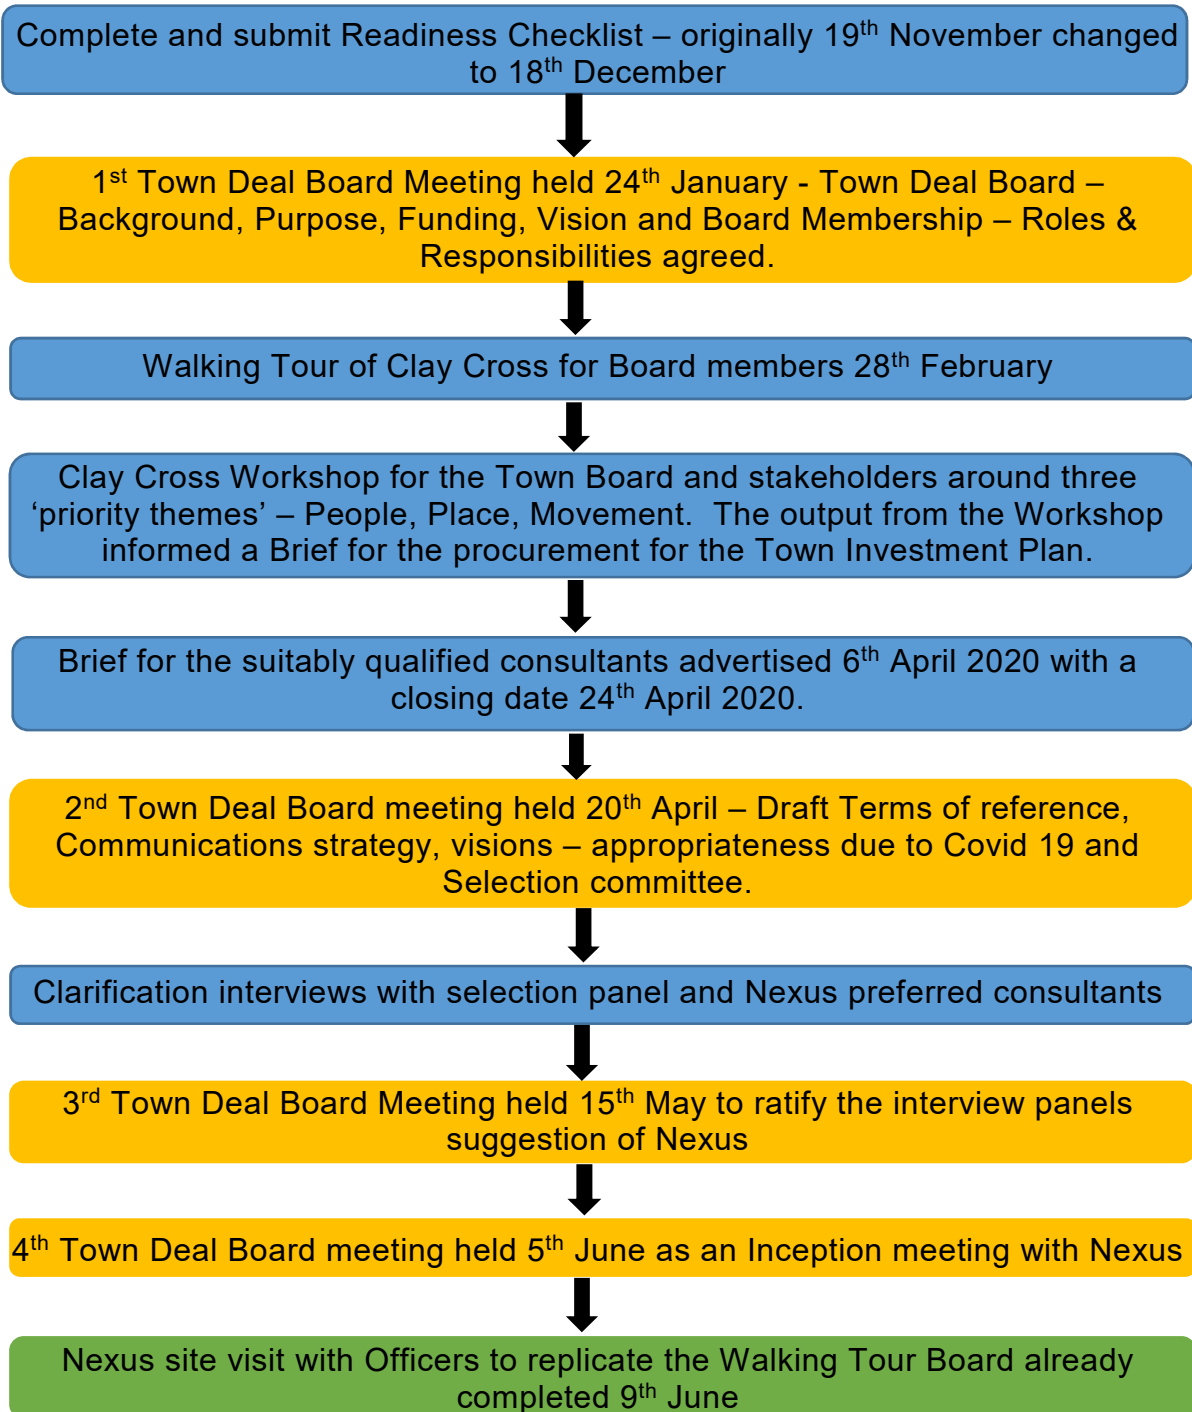 Complete and submit Readiness Checklist – originally 19th November changed
to 18th December
1st Town Deal Board Meeting held 24th January - Town Deal Board –
Background, Purpose, Funding, Vision and Board Membership – Roles &
Responsibilities agreed.
Walking Tour of Clay Cross for Board members 28th February
Clay Cross Workshop for the Town Board and stakeholders around three
‘priority themes’ – People, Place, Movement.  The output from the Workshop
informed a Brief for the procurement for the Town Investment Plan.
Brief for the suitably qualified consultants advertised 6th April 2020 with a
closing date 24th April 2020.
2nd Town Deal Board meeting held 20th April – Draft Terms of reference,
Communications strategy, visions – appropriateness due to Covid 19 and
Selection committee.
Clarification interviews with selection panel and Nexus preferred consultants
3rd Town Deal Board Meeting held 15th May to ratify the interview panels
suggestion of Nexus
4th Town Deal Board meeting held 5th June as an Inception meeting with Nexus
Nexus site visit with Officers to replicate the Walking Tour Board already
completed 9th June